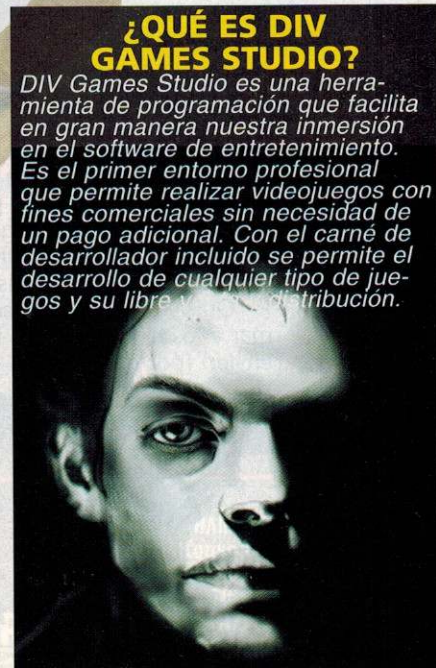 ¿QUÉ ES DIV
GAMES STUDIO?
DIV Games Studio es una herra-
mienta de programación que facilita
en gran manera nuestra inmersión
en el software de entretenimiento.
Es el primer entorno profesional
que permite realizar videojuegos con
fines comerciales sin necesidad de
un pago adicional. Con el carné de
desarrollador incluido se permite el
desarrollo de cualquier tipo de jue-
gos y su libre distribución.